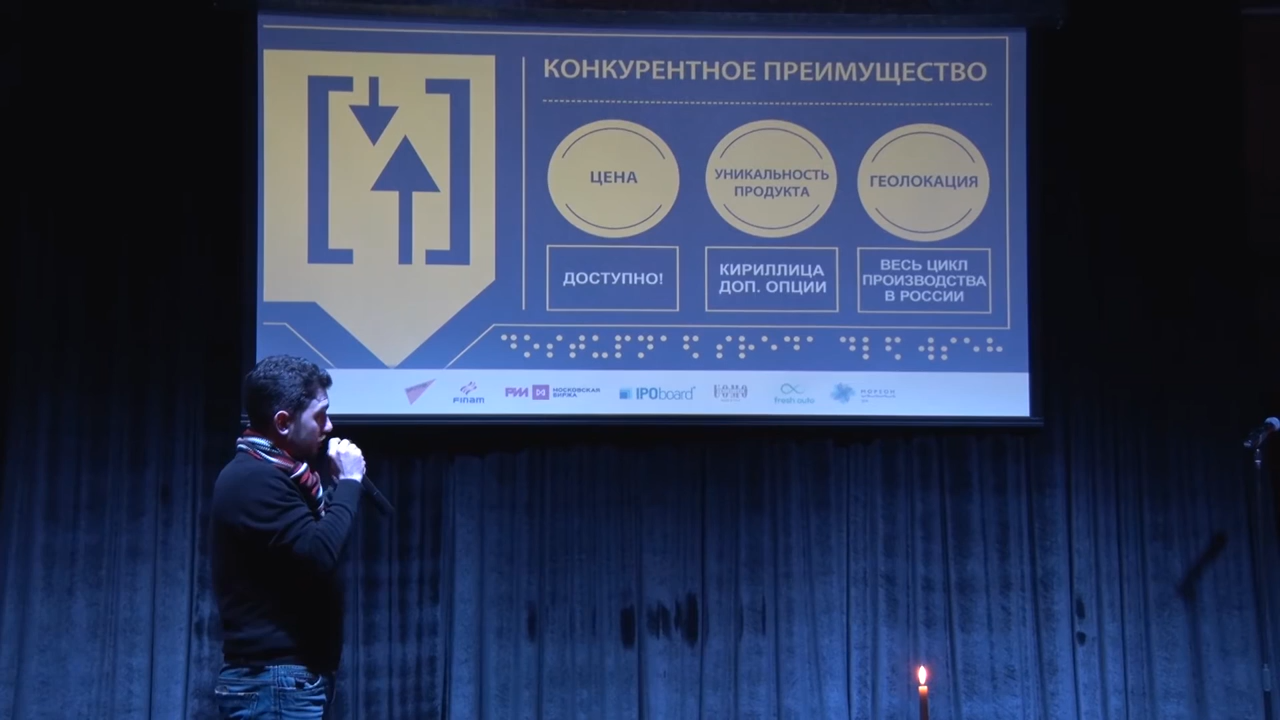 КОНКУРЕНТНОЕ ПРЕИМУЩЕСТВО
ЦЕНА
УНИКАЛЬНОСТЬ
ПРОДУКТА
ГЕОЛОКАЦИЯ
ДОСТУПНО!
КИРИЛЛИЦА
ДОП. ОПЦИИ
ВЕСЬ ЦИКЛ
ПРОИЗВОДСТВА
В РОССИИ
FINAM
РИИ
МОСКОВСКАЯ
БИРЖА
IPOboard
fresh auto